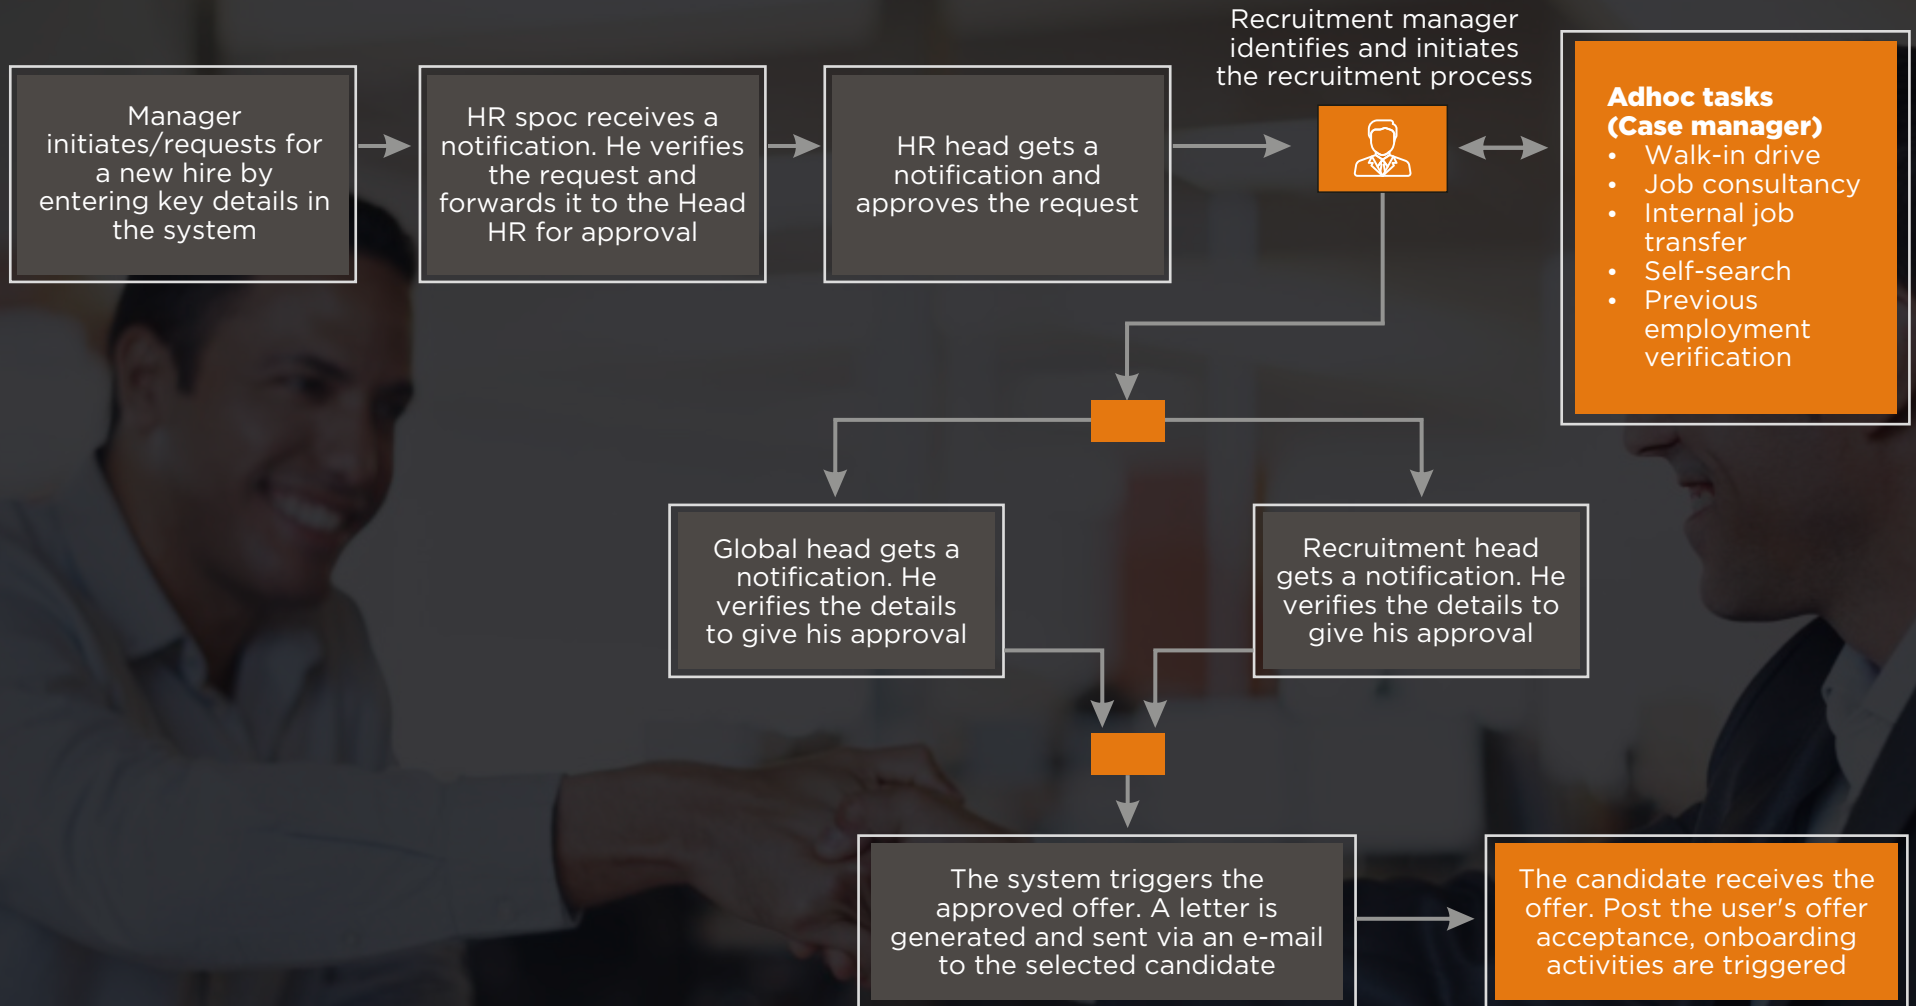 Manager
initiates/requests for
a new hire by
entering key details in
the system
HR spoc receives a
notification. He verifies
the request and
forwards it to the Head
HR for approval
HR head gets a
notification and
approves the request
Recruitment manager
identifies and initiates
the recruitment process
Adhoc tasks
(Case manager)
• Walk-in drive
• Job consultancy
• Internal job
transfer
• Self-search
• Previous
employment
verification
Global head gets a
notification. He
verifies the details
to give his approval
Recruitment head
gets a notification. He
verifies the details to
give his approval
The system triggers the
approved offer. A letter is
generated and sent via an e-mail
to the selected candidate
The candidate receives the
offer. Post the user's offer
acceptance, onboarding
activities are triggered